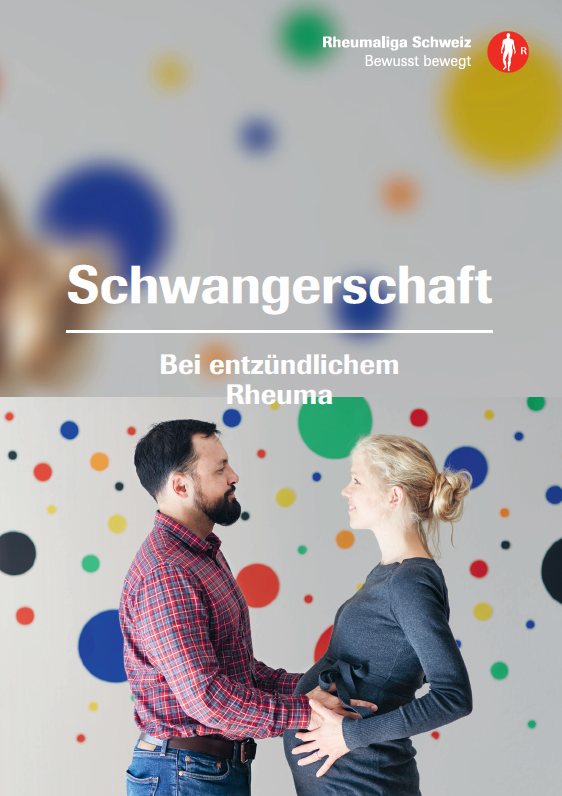 Rheumaliga Schweiz
Bewusst bewegt
R
Schwangerschaft
Bei entzündlichem
Rheuma